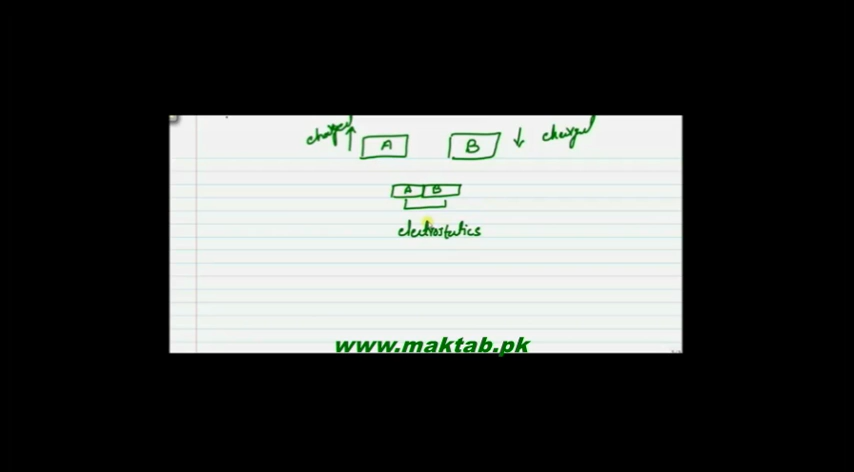 charged ↑ A B ↓ charged
A B
electrostatics
www.maktab.pk